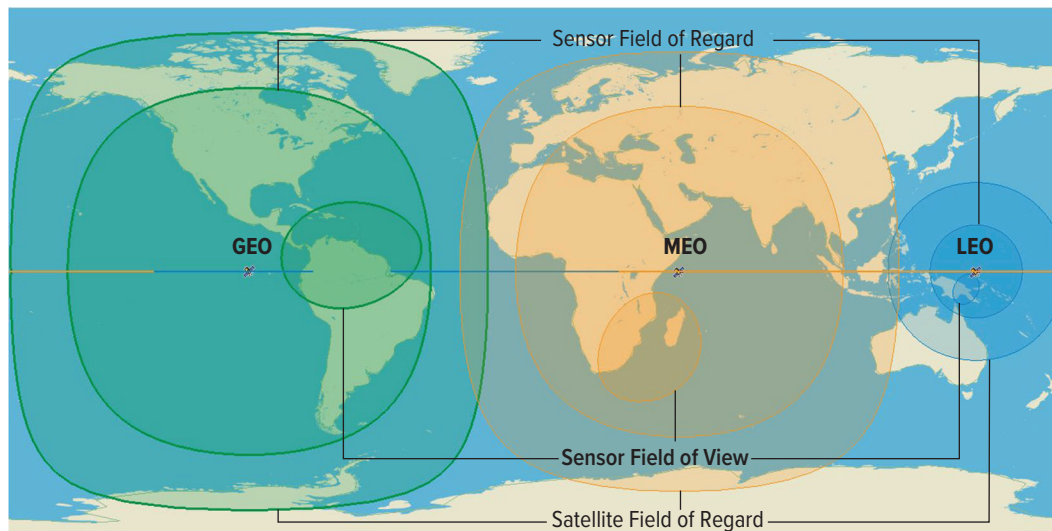 Sensor Field of Regard
GEO
MEO
LEO
Sensor Field of View
Satellite Field of Regard